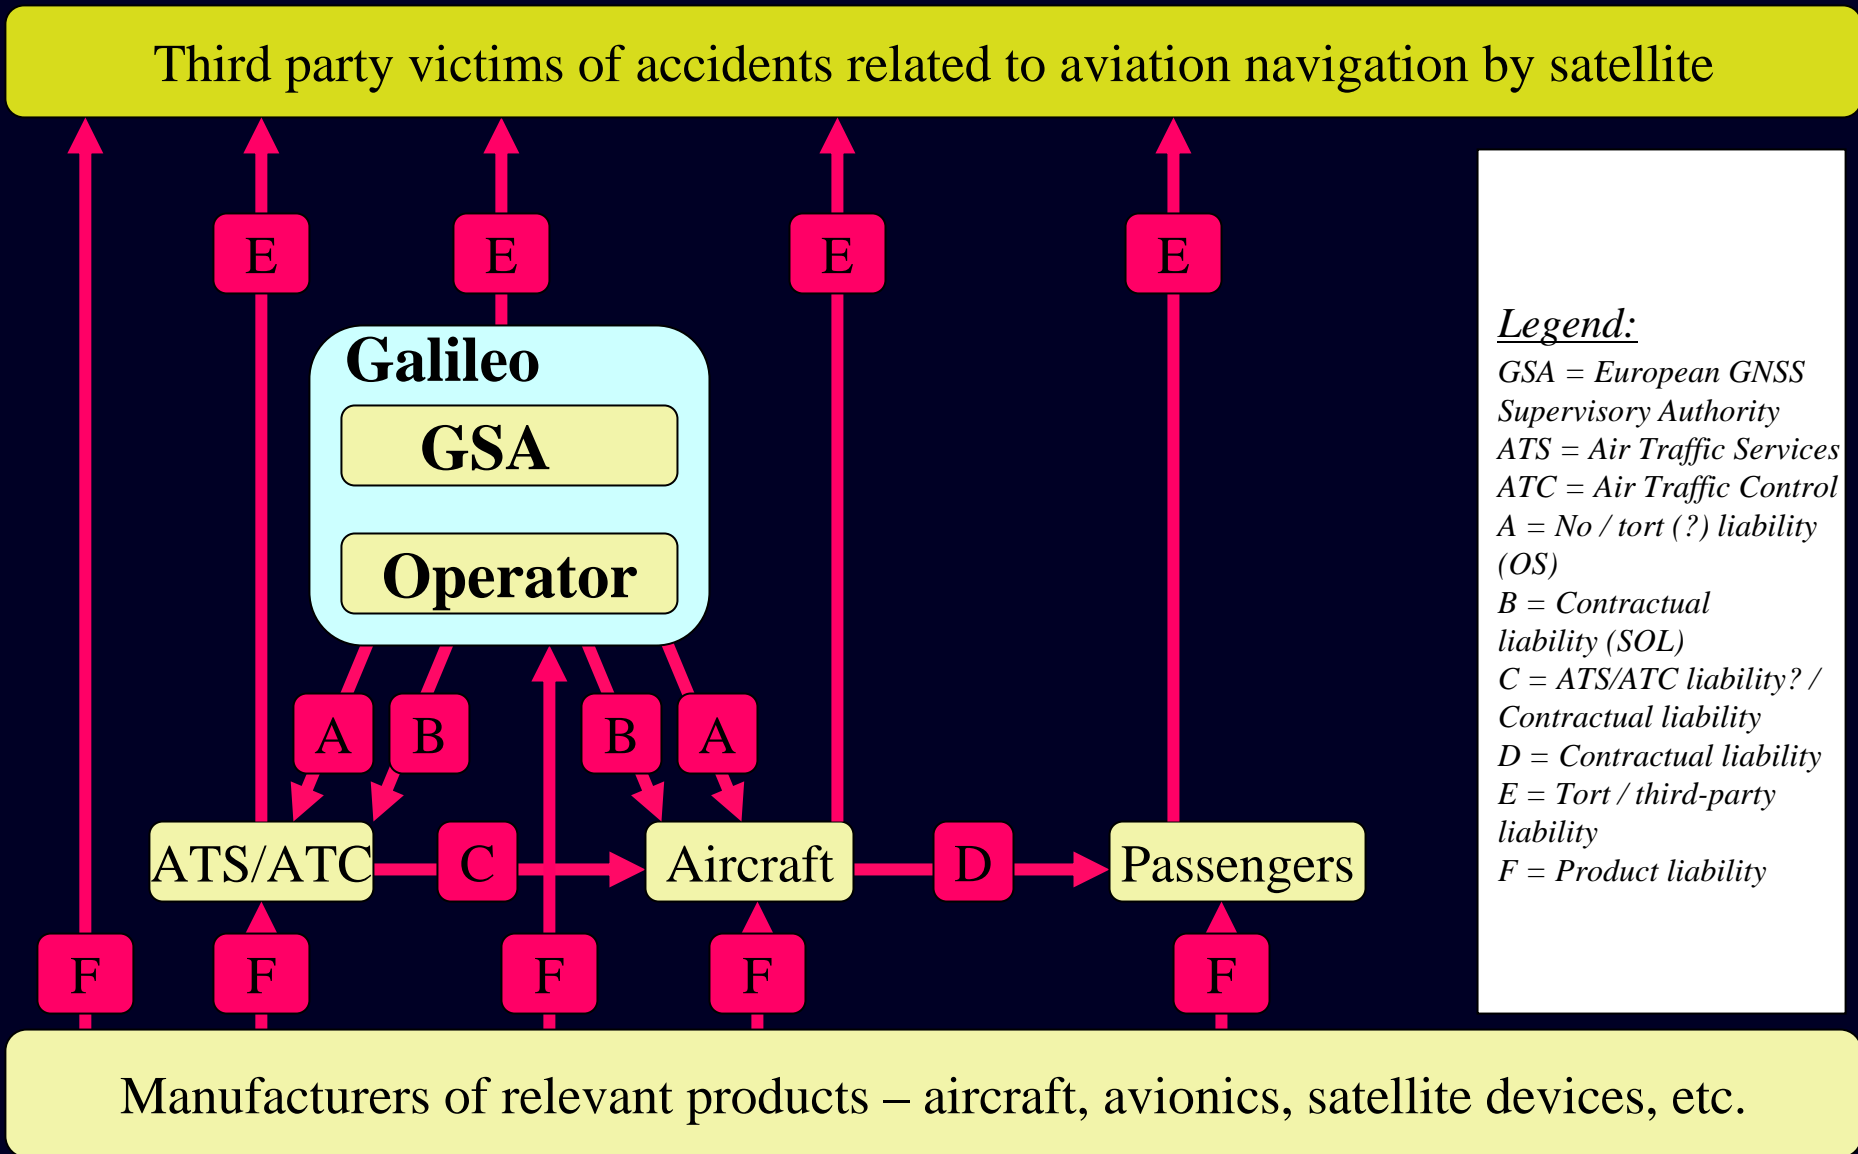 Third party victims of accidents related to aviation navigation by satellite
E
E
E
E
Galileo
GSA
Operator
A
B
B
A
ATS/ATC
C
Aircraft
D
Passengers
F
F
F
F
F
Manufacturers of relevant products – aircraft, avionics, satellite devices, etc.
Legend:
GSA = European GNSS
Supervisory Authority
ATS = Air Traffic Services
ATC = Air Traffic Control
A = No / tort (?) liability
(OS)
B = Contractual
liability (SOL)
C = ATS/ATC liability? /
Contractual liability
D = Contractual liability
E = Tort / third-party
liability
F = Product liability